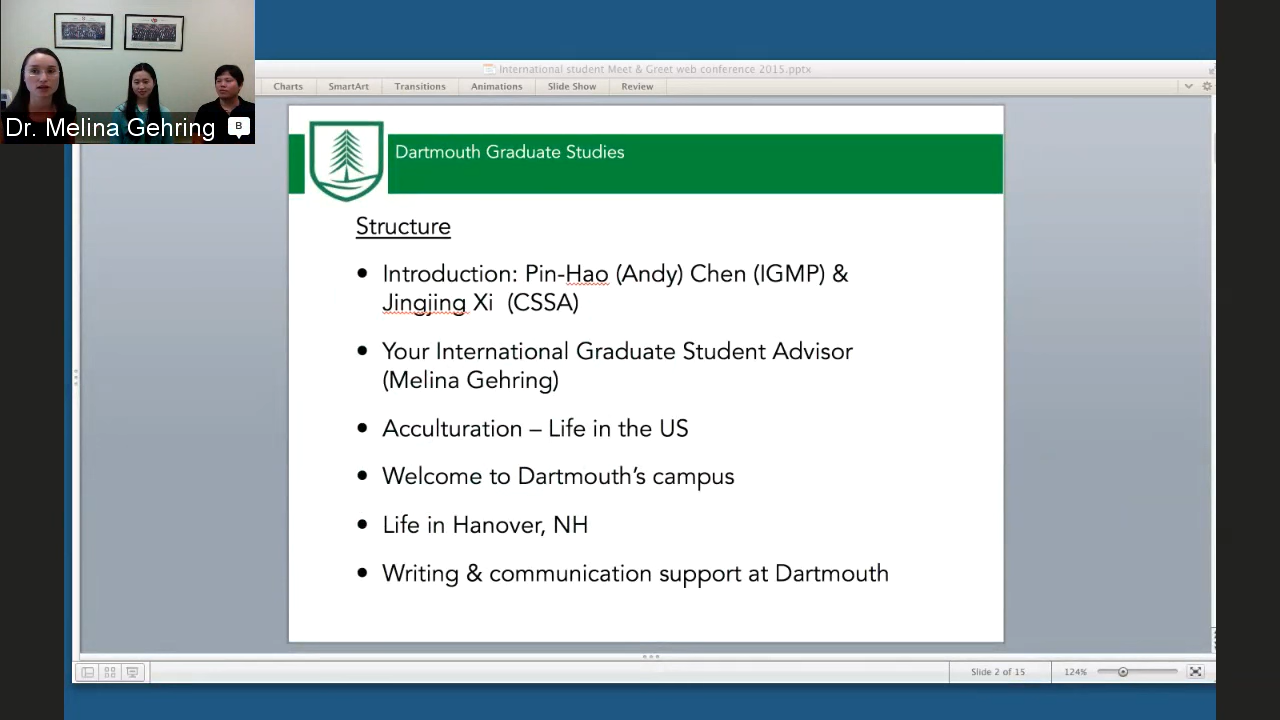 International student Meet & Greet web conference 2015.pptx
Charts SmartArt Transitions Animations Slide Show Review
Dr. Melina Gehring B
Dartmouth Graduate Studies
Structure
• Introduction: Pin-Hao (Andy) Chen (IGMP) &
Jingjing Xi (CSSA)
• Your International Graduate Student Advisor
(Melina Gehring)
• Acculturation – Life in the US
• Welcome to Dartmouth’s campus
• Life in Hanover, NH
• Writing & communication support at Dartmouth
Slide 2 of 15 124%